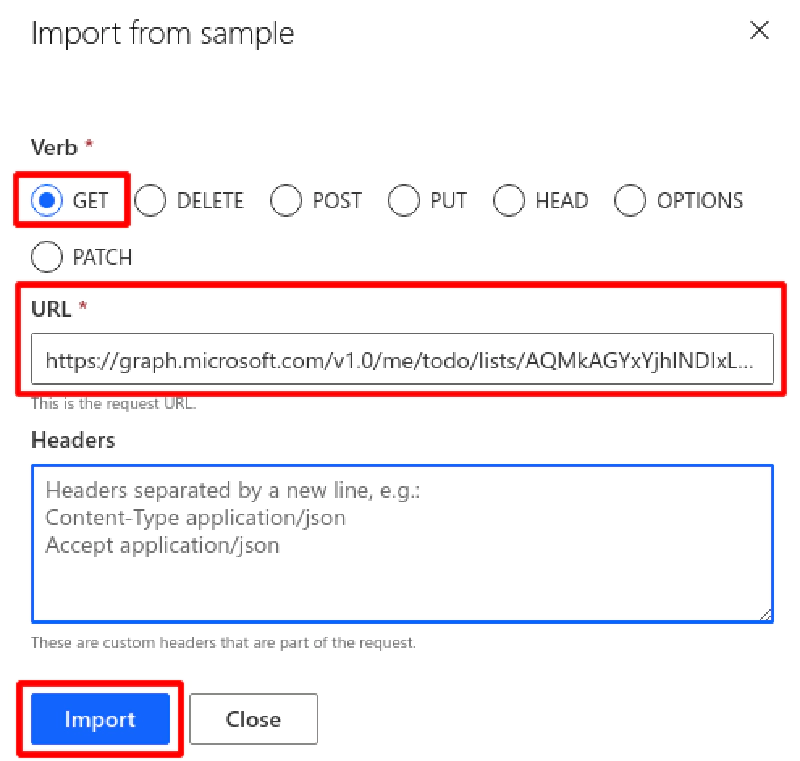 Import from sample
Verb *
GET DELETE POST PUT HEAD OPTIONS
PATCH
URL *
https://graph.microsoft.com/v1.0/me/todo/lists/AQMkAGYxYjhlNDIxL...
This is the request URL.
Headers
Headers separated by a new line, e.g.:
Content-Type application/json
Accept application/json
These are custom headers that are part of the request.
Import Close